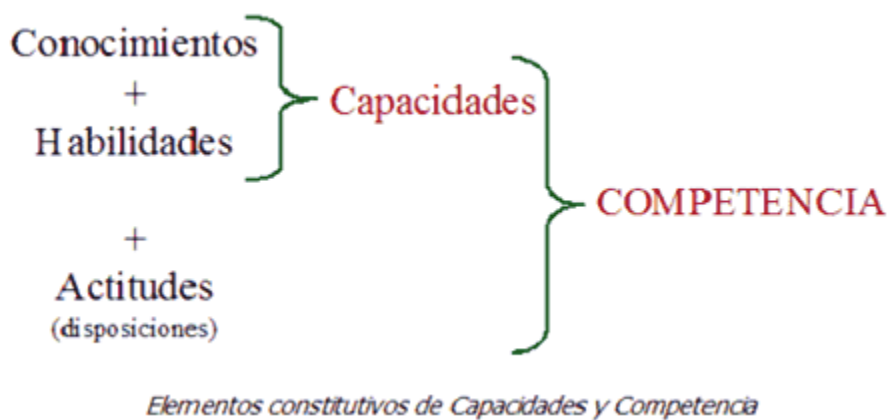 Conocimientos
+
Capacidades
Habilidades
COMPETENCIA
+
Actitudes
(disposiciones)
Elementos constitutivos de Capacidades y Competencia